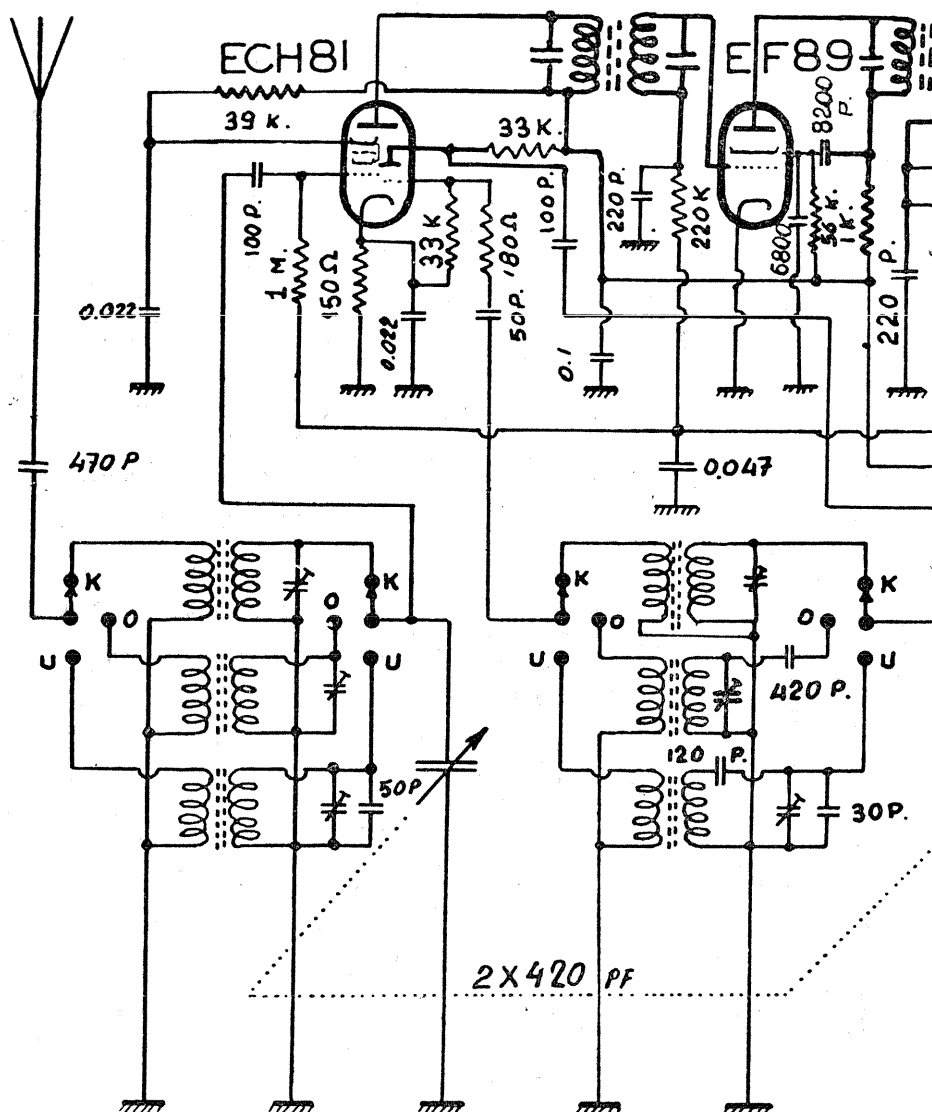 ECH81
EF89
39 K.
33 K.
8200 P.
100 P.
1 M.
150 Ω
33 K
180 Ω
50 P.
100 P.
220 P.
220 K
6800
56 K.
1 K.
220 P.
0.022
0.022
0.1
470 P
0.047
K
K
K
K
O
O
O
O
U
U
U
U
420 P.
120 P.
50 P
30 P.
2 X 420 PF